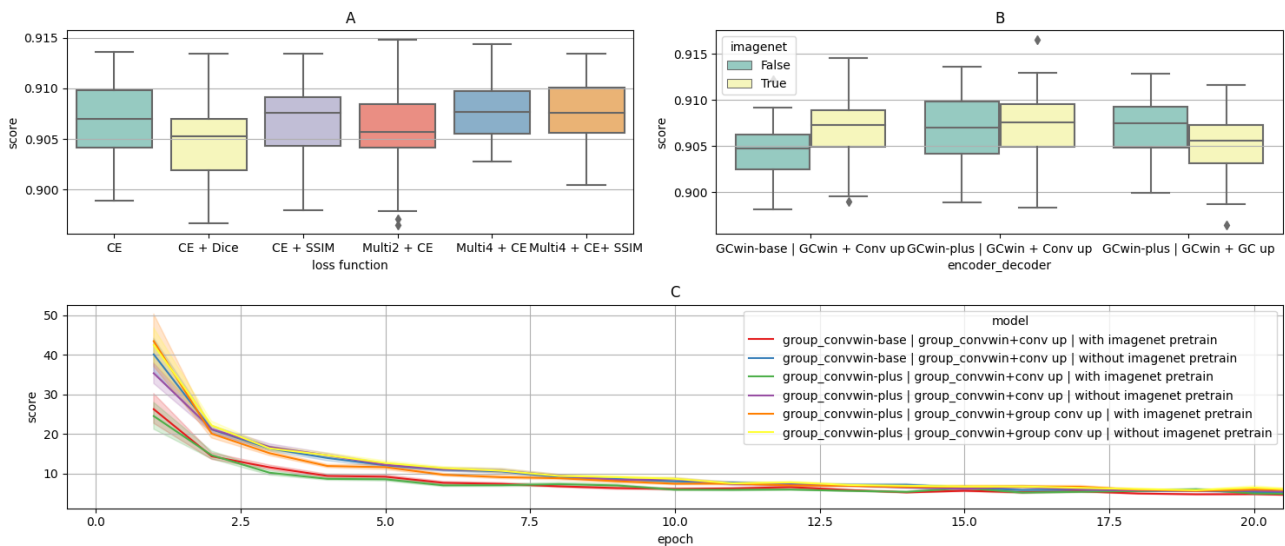 A
score
0.915
0.910
0.905
0.900
CE
CE + Dice
CE + SSIM
Multi2 + CE
Multi4 + CE
Multi4 + CE+ SSIM
loss function
B
score
0.915
0.910
0.905
0.900
imagenet
False
True
GCwin-base | GCwin + Conv up
GCwin-plus | GCwin + Conv up
GCwin-plus | GCwin + GC up
encoder_decoder
C
score
50
40
30
20
10
model
group_convwin-base | group_convwin+conv up | with imagenet pretrain
group_convwin-base | group_convwin+conv up | without imagenet pretrain
group_convwin-plus | group_convwin+conv up | with imagenet pretrain
group_convwin-plus | group_convwin+conv up | without imagenet pretrain
group_convwin-plus | group_convwin+group conv up | with imagenet pretrain
group_convwin-plus | group_convwin+group conv up | without imagenet pretrain
0.0
2.5
5.0
7.5
10.0
12.5
15.0
17.5
20.0
epoch